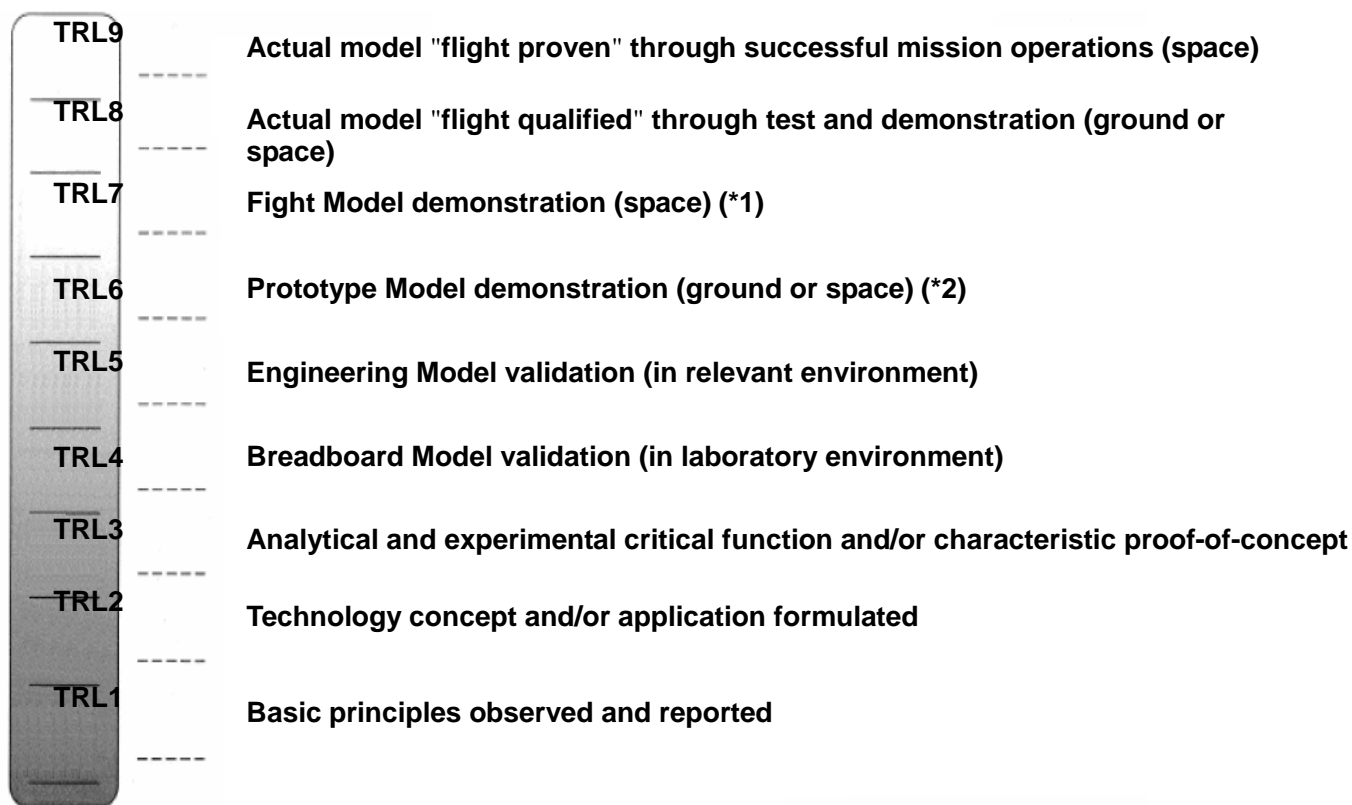 TRL9
Actual model "flight proven" through successful mission operations (space)
TRL8
Actual model "flight qualified" through test and demonstration (ground or
space)
TRL7
Fight Model demonstration (space) (*1)
TRL6
Prototype Model demonstration (ground or space) (*2)
TRL5
Engineering Model validation (in relevant environment)
TRL4
Breadboard Model validation (in laboratory environment)
TRL3
Analytical and experimental critical function and/or characteristic proof-of-concept
TRL2
Technology concept and/or application formulated
TRL1
Basic principles observed and reported